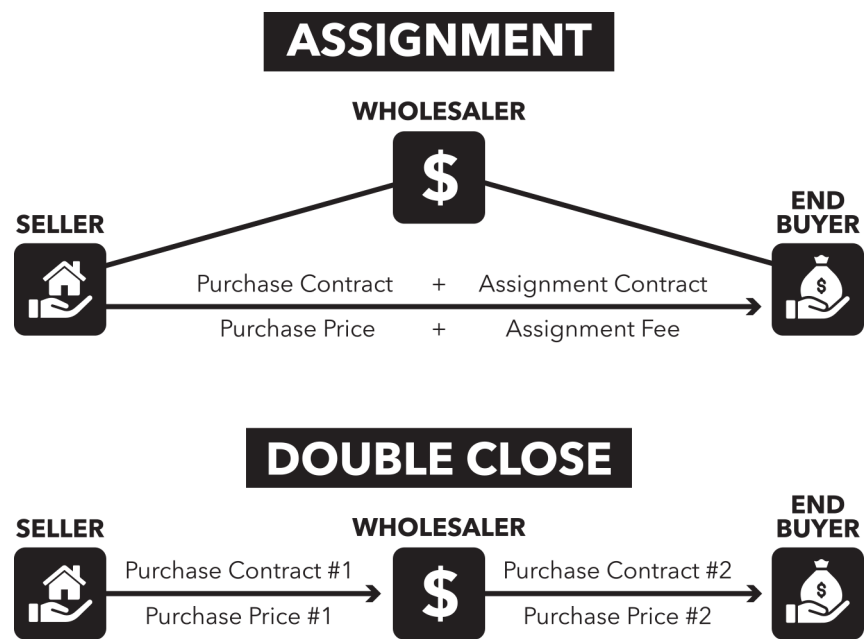 ASSIGNMENT
WHOLESALER
$
SELLER
END
BUYER
$
Purchase Contract + Assignment Contract
Purchase Price + Assignment Fee
DOUBLE CLOSE
SELLER
WHOLESALER
END
BUYER
Purchase Contract #1
Purchase Price #1
$
Purchase Contract #2
Purchase Price #2
$